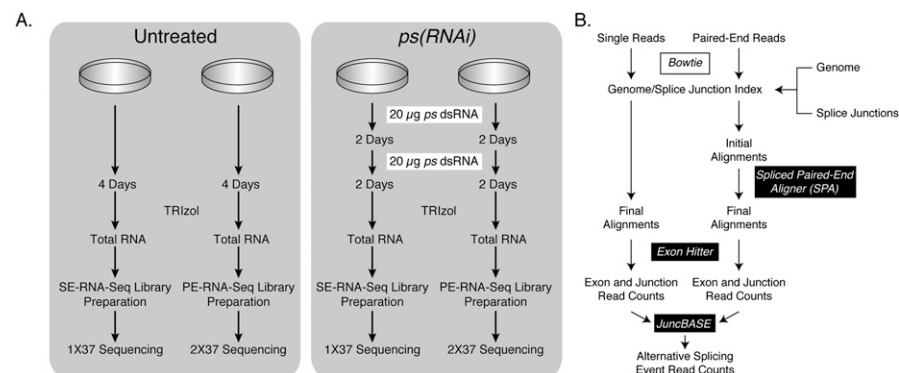 A.
Untreated
4 Days
4 Days
TRIzol
Total RNA
Total RNA
SE-RNA-Seq Library
Preparation
PE-RNA-Seq Library
Preparation
1X37 Sequencing
2X37 Sequencing
ps(RNAi)
20 µg ps dsRNA
2 Days
2 Days
20 µg ps dsRNA
2 Days
2 Days
TRIzol
Total RNA
Total RNA
SE-RNA-Seq Library
Preparation
PE-RNA-Seq Library
Preparation
1X37 Sequencing
2X37 Sequencing
B.
Single Reads
Paired-End Reads
Bowtie
Genome/Splice Junction Index
Genome
Splice Junctions
Initial
Alignments
Spliced Paired-End
Aligner (SPA)
Final
Alignments
Final
Alignments
Exon Hitter
Exon and Junction
Read Counts
Exon and Junction
Read Counts
JuncBASE
Alternative Splicing
Event Read Counts